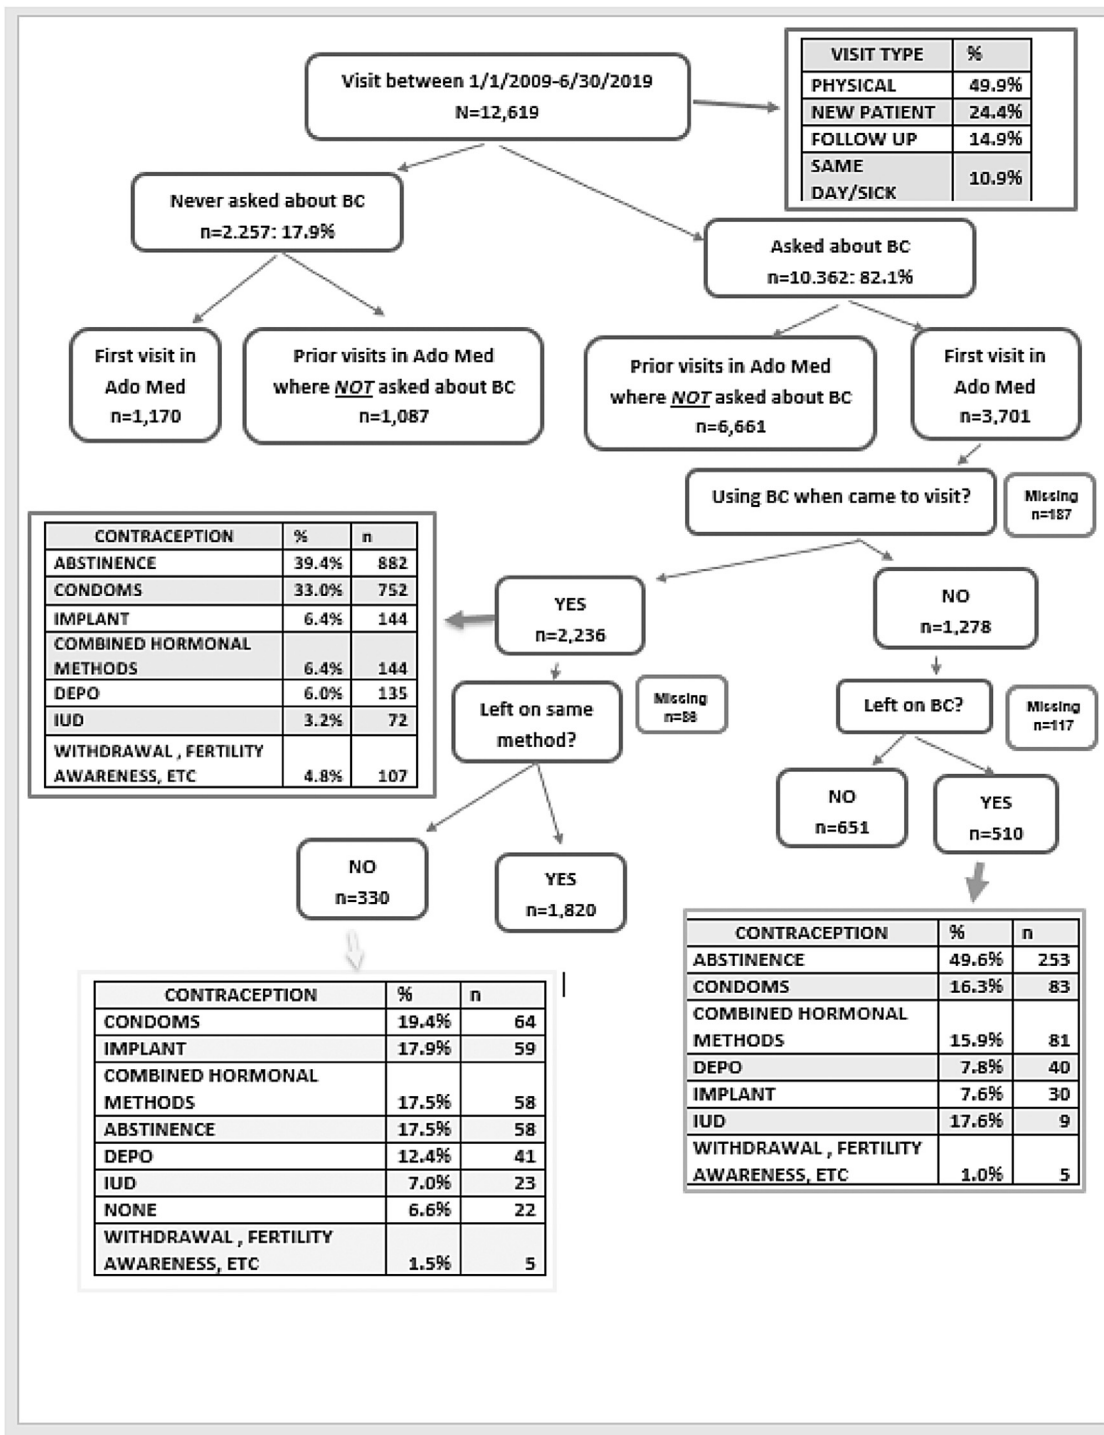 Visit between 1/1/2009-6/30/2019
N=12,619
VISIT TYPE %
PHYSICAL 49.9%
NEW PATIENT 24.4%
FOLLOW UP 14.9%
SAME
DAY/SICK 10.9%
Never asked about BC
n=2.257: 17.9%
Asked about BC
n=10.362: 82.1%
First visit in
Ado Med
n=1,170
Prior visits in Ado Med
where NOT asked about BC
n=1,087
Prior visits in Ado Med
where NOT asked about BC
n=6,661
First visit in
Ado Med
n=3,701
Using BC when came to visit?
Missing
n=187
CONTRACEPTION % n
ABSTINENCE 39.4% 882
CONDOMS 33.0% 752
IMPLANT 6.4% 144
COMBINED HORMONAL
METHODS 6.4% 144
DEPO 6.0% 135
IUD 3.2% 72
WITHDRAWAL , FERTILITY
AWARENESS, ETC 4.8% 107
YES
n=2,236
NO
n=1,278
Left on same
method?
Missing
Left on BC?
Missing
n=117
NO
n=651
YES
n=510
NO
n=330
YES
n=1,820
CONTRACEPTION % n
CONDOMS 19.4% 64
IMPLANT 17.9% 59
COMBINED HORMONAL
METHODS 17.5% 58
ABSTINENCE 17.5% 58
DEPO 12.4% 41
IUD 7.0% 23
NONE 6.6% 22
WITHDRAWAL , FERTILITY
AWARENESS, ETC 1.5% 5
CONTRACEPTION % n
ABSTINENCE 49.6% 253
CONDOMS 16.3% 83
COMBINED HORMONAL
METHODS 15.9% 81
DEPO 7.8% 40
IMPLANT 7.6% 30
IUD 17.6% 9
WITHDRAWAL , FERTILITY
AWARENESS, ETC 1.0% 5